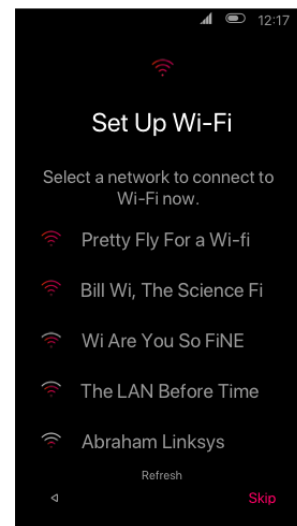 12:17
Set Up Wi-Fi
Select a network to connect to
Wi-Fi now.
Pretty Fly For a Wi-fi
Bill Wi, The Science Fi
Wi Are You So FiNE
The LAN Before Time
Abraham Linksys
Refresh
Skip